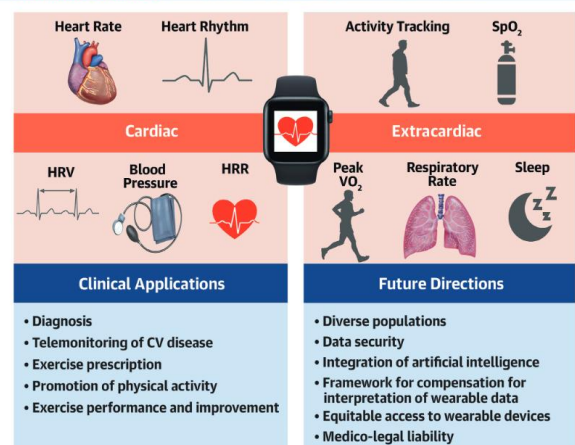 Heart Rate
Heart Rhythm
Cardiac
HRV
Blood
Pressure
HRR
Activity Tracking
SpO₂
Extracardiac
Peak
VO₂
Respiratory
Rate
Sleep
Z
Z
Z
Clinical Applications
• Diagnosis
• Telemonitoring of CV disease
• Exercise prescription
• Promotion of physical activity
• Exercise performance and improvement
Future Directions
• Diverse populations
• Data security
• Integration of artificial intelligence
• Framework for compensation for
interpretation of wearable data
• Equitable access to wearable devices
• Medico-legal liability